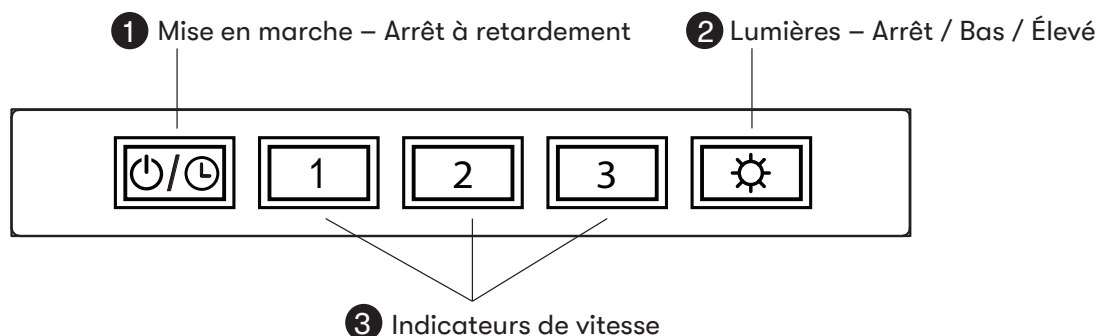 1 Mise en marche – Arrêt à retardement
2 Lumières – Arrêt / Bas / Élevé
/ 1 2 3
3 Indicateurs de vitesse